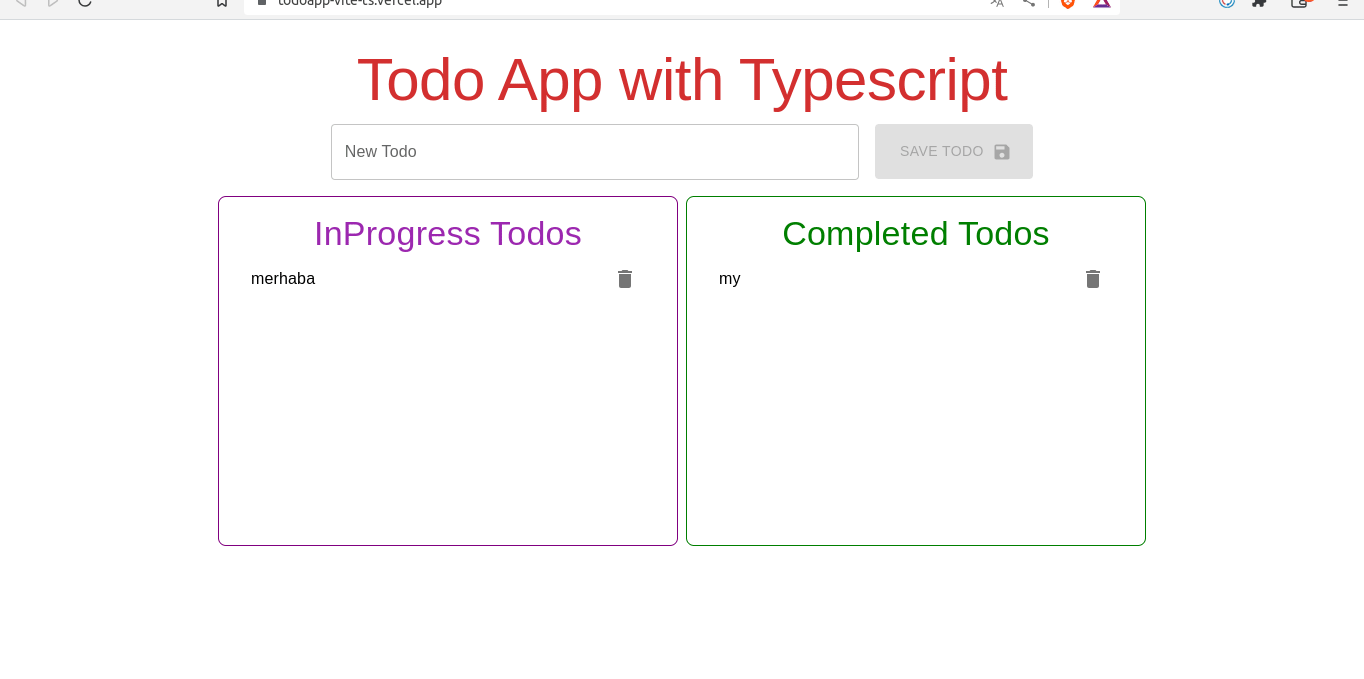 todoapp-vite-ts.vercel.app
Todo App with Typescript
New Todo
SAVE TODO
InProgress Todos
merhaba
Completed Todos
my